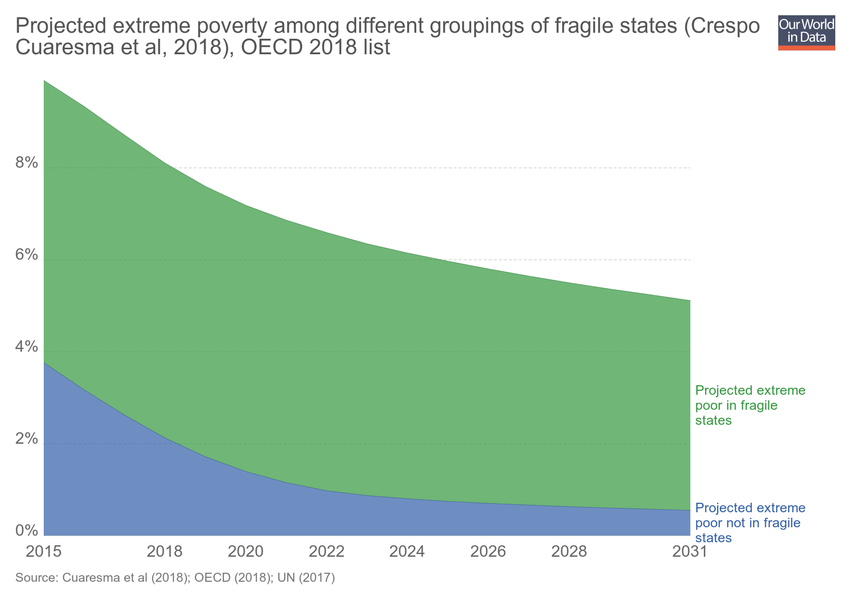 Projected extreme poverty among different groupings of fragile states (Crespo
Cuaresma et al, 2018), OECD 2018 list
Our World
in Data
8%
6%
4%
2%
0%
Projected extreme
poor in fragile
states
Projected extreme
poor not in fragile
states
2015
2018
2020
2022
2024
2026
2028
2031
Source: Cuaresma et al (2018); OECD (2018); UN (2017)